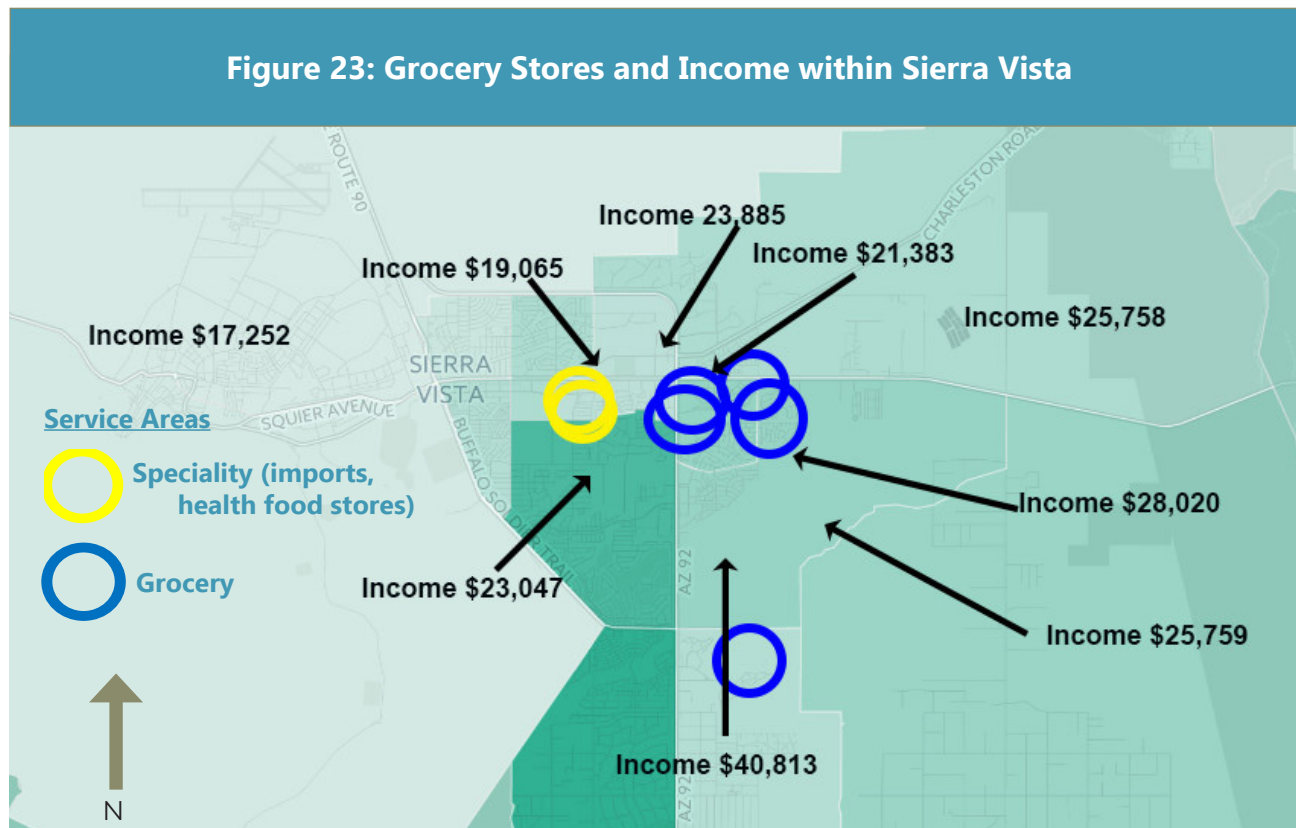 Figure 23: Grocery Stores and Income within Sierra Vista
ROUTE 90
CHARLESTON ROAD
Income 23,885
Income $21,383
Income $19,065
Income $25,758
Income $17,252
SIERRA
VISTA
SQUIER AVENUE
BUFFALO SOLDIER TRAIL
Service Areas
Speciality (imports,
health food stores)
Grocery
Income $28,020
AZ 92
Income $23,047
Income $25,759
Income $40,813
AZ 92
N